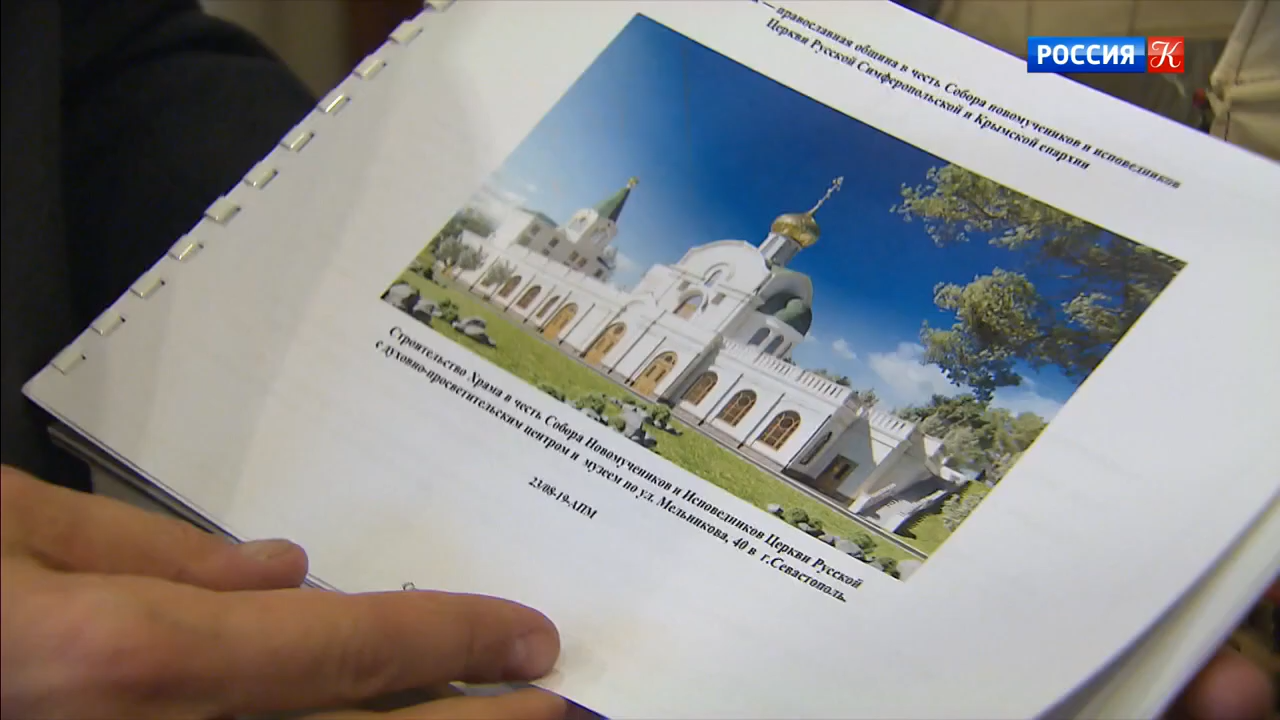 РОССИЯ К
— православная община в честь Собора новомучеников и исповедников
Церкви Русской Симферопольской и Крымской епархии
Строительство Храма в честь Собора Новомучеников и Исповедников Церкви Русской
с духовно-просветительским центром и музеем по ул. Мельникова, 40 в г.Севастополь.
23/08-19-АПМ